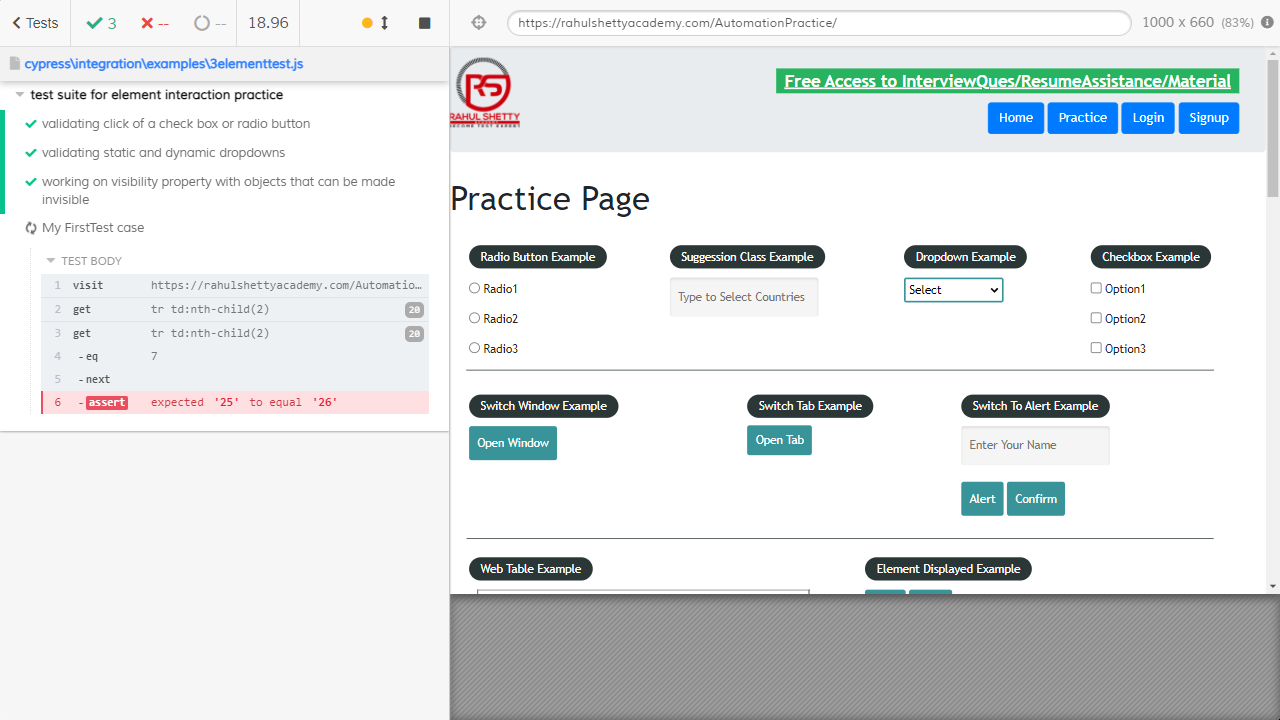 Tests
3
--
--
18.96
https://rahulshettyacademy.com/AutomationPractice/
1000 x 660 (83%)
cypress\integration\examples\3elementtest.js
test suite for element interaction practice
validating click of a check box or radio button
validating static and dynamic dropdowns
working on visibility property with objects that can be made
invisible
My FirstTest case
TEST BODY
1 visit https://rahulshettyacademy.com/Automatio…
2 get tr td:nth-child(2) 20
3 get tr td:nth-child(2) 20
4 -eq 7
5 -next
6 -assert expected '25' to equal '26'
RS
RAHUL SHETTY
ACADEMY
Free Access to InterviewQues/ResumeAssistance/Material
Home Practice Login Signup
Practice Page
Radio Button Example
Radio1
Radio2
Radio3
Suggession Class Example
Type to Select Countries
Dropdown Example
Select
Checkbox Example
Option1
Option2
Option3
Switch Window Example
Open Window
Switch Tab Example
Open Tab
Switch To Alert Example
Enter Your Name
Alert Confirm
Web Table Example
Element Displayed Example